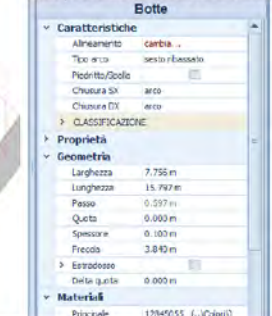 Botte
Caratteristiche
Allineamento cambia...
Tipo arco sesto ribassato
Piedritto/Spalla
Chiusura SX arco
Chiusura DX arco
CLASSIFICAZIONE
Proprietà
Geometria
Larghezza 7.756 m
Lunghezza 15.797 m
Passo 0.597 m
Quota 0.000 m
Spessore 0.100 m
Freccia 3.840 m
Estradosso
Delta quota 0.000 m
Materiali
Principale